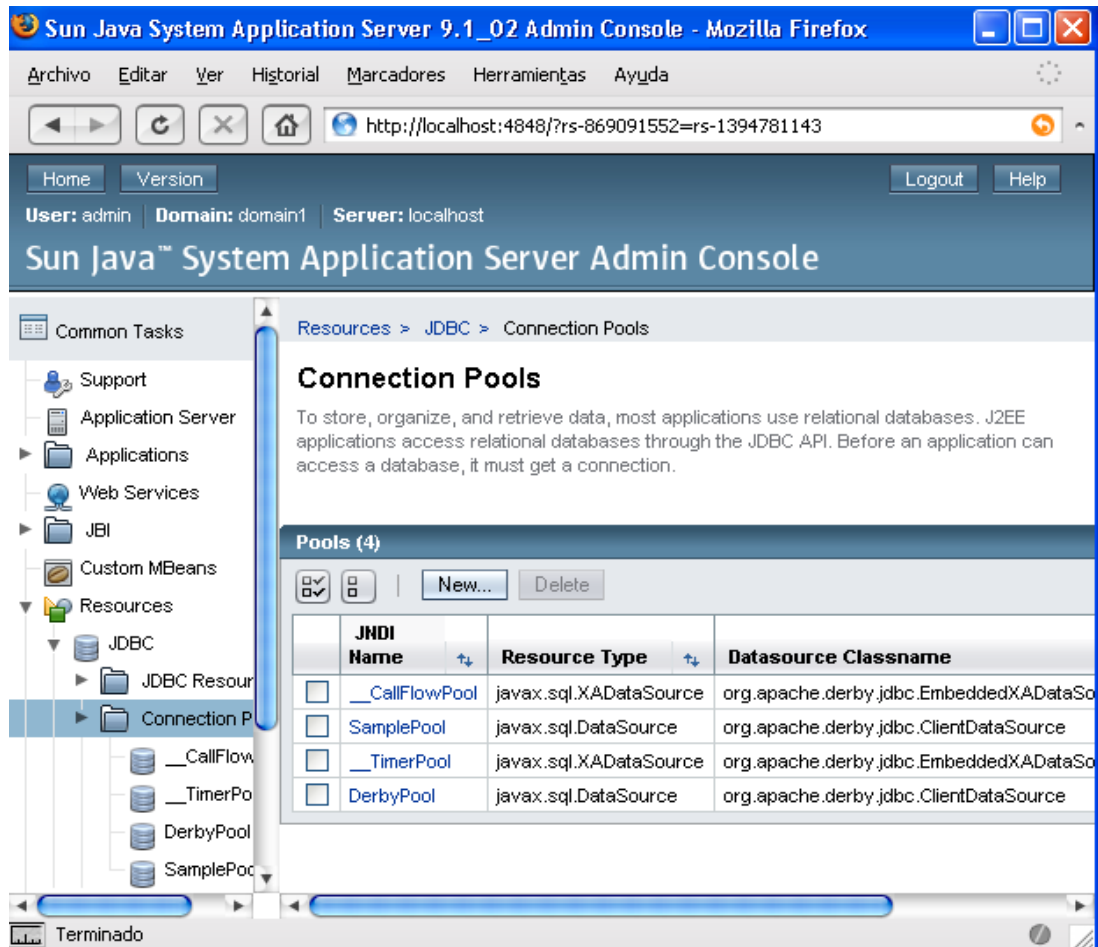 Sun Java System Application Server 9.1_02 Admin Console - Mozilla Firefox
Archivo Editar Ver Historial Marcadores Herramientas Ayuda
http://localhost:4848/?rs-869091552=rs-1394781143
Home Version Logout Help
User: admin Domain: domain1 Server: localhost
Sun Java™ System Application Server Admin Console
Common Tasks
Support
Application Server
Applications
Web Services
JBI
Custom MBeans
Resources
JDBC
JDBC Resour
Connection P
__CallFlow
__TimerPo
DerbyPool
SamplePoo
Resources > JDBC > Connection Pools
Connection Pools
To store, organize, and retrieve data, most applications use relational databases. J2EE
applications access relational databases through the JDBC API. Before an application can
access a database, it must get a connection.
Pools (4)
New... Delete
JNDI
Name Resource Type Datasource Classname
__CallFlowPool javax.sql.XADataSource org.apache.derby.jdbc.EmbeddedXADataSo
SamplePool javax.sql.DataSource org.apache.derby.jdbc.ClientDataSource
__TimerPool javax.sql.XADataSource org.apache.derby.jdbc.EmbeddedXADataSo
DerbyPool javax.sql.DataSource org.apache.derby.jdbc.ClientDataSource
Terminado